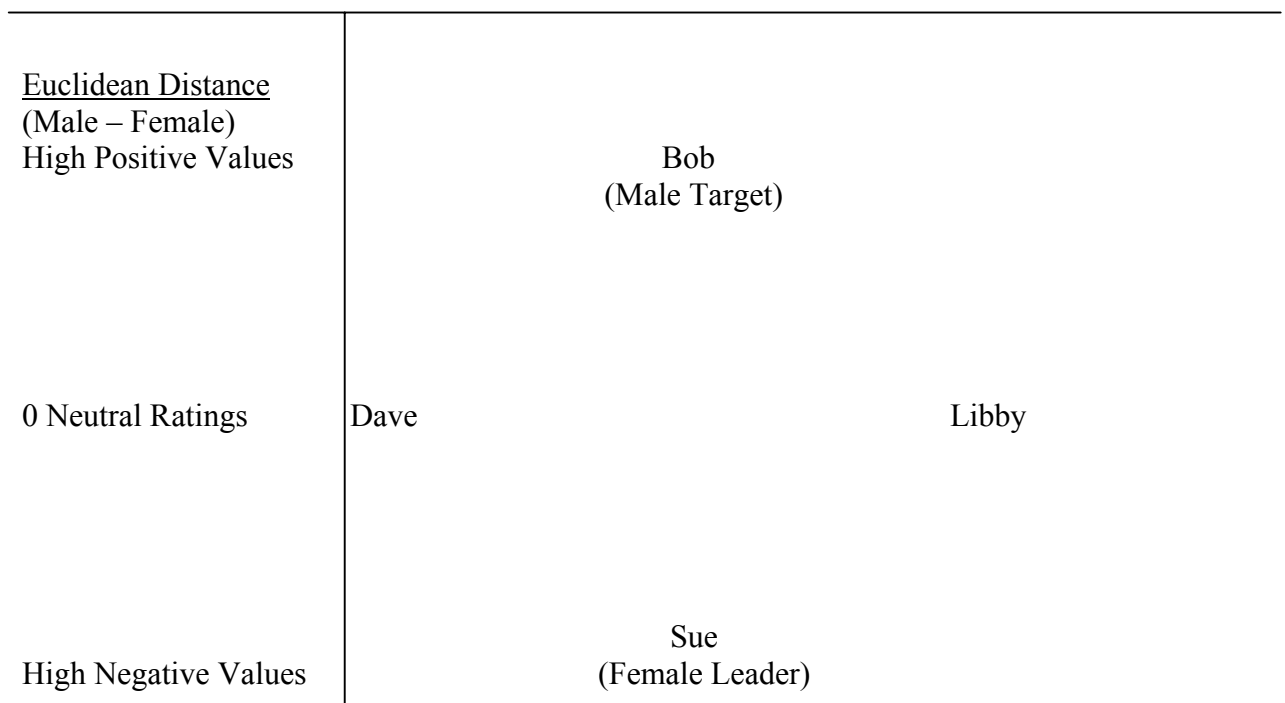 Euclidean Distance
(Male – Female)
High Positive Values Bob
(Male Target)
0 Neutral Ratings Dave Libby
Sue
High Negative Values (Female Leader)